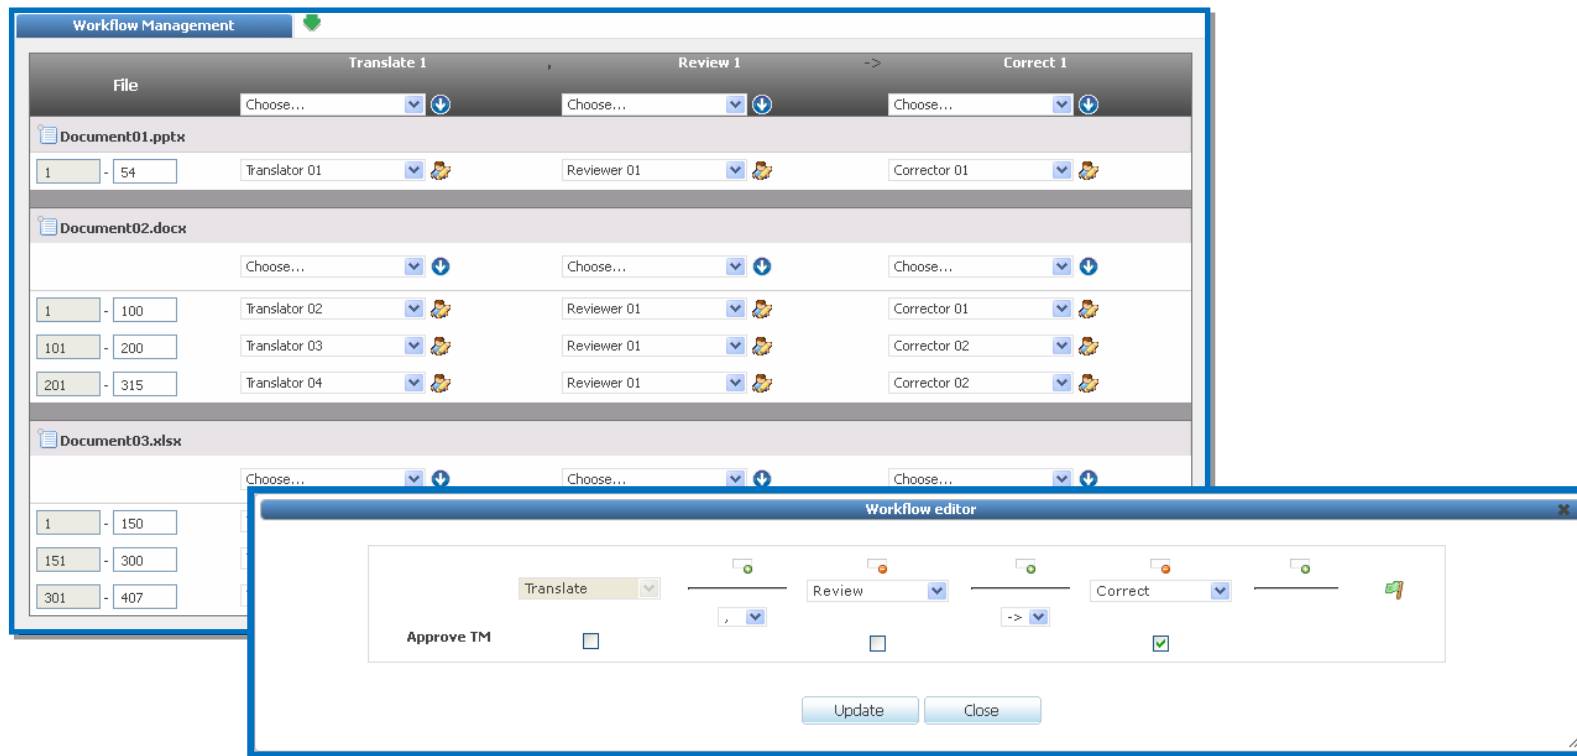 Workflow Management
File Translate 1 , Review 1 -> Correct 1
Choose... Choose... Choose...
Document01.pptx
1 - 54 Translator 01 Reviewer 01 Corrector 01
Document02.docx
Choose... Choose... Choose...
1 - 100 Translator 02 Reviewer 01 Corrector 01
101 - 200 Translator 03 Reviewer 01 Corrector 02
201 - 315 Translator 04 Reviewer 01 Corrector 02
Document03.xlsx
Choose... Choose... Choose...
1 - 150
151 - 300
301 - 407
Workflow editor
Translate Review Correct
, ->
Approve TM
Update Close